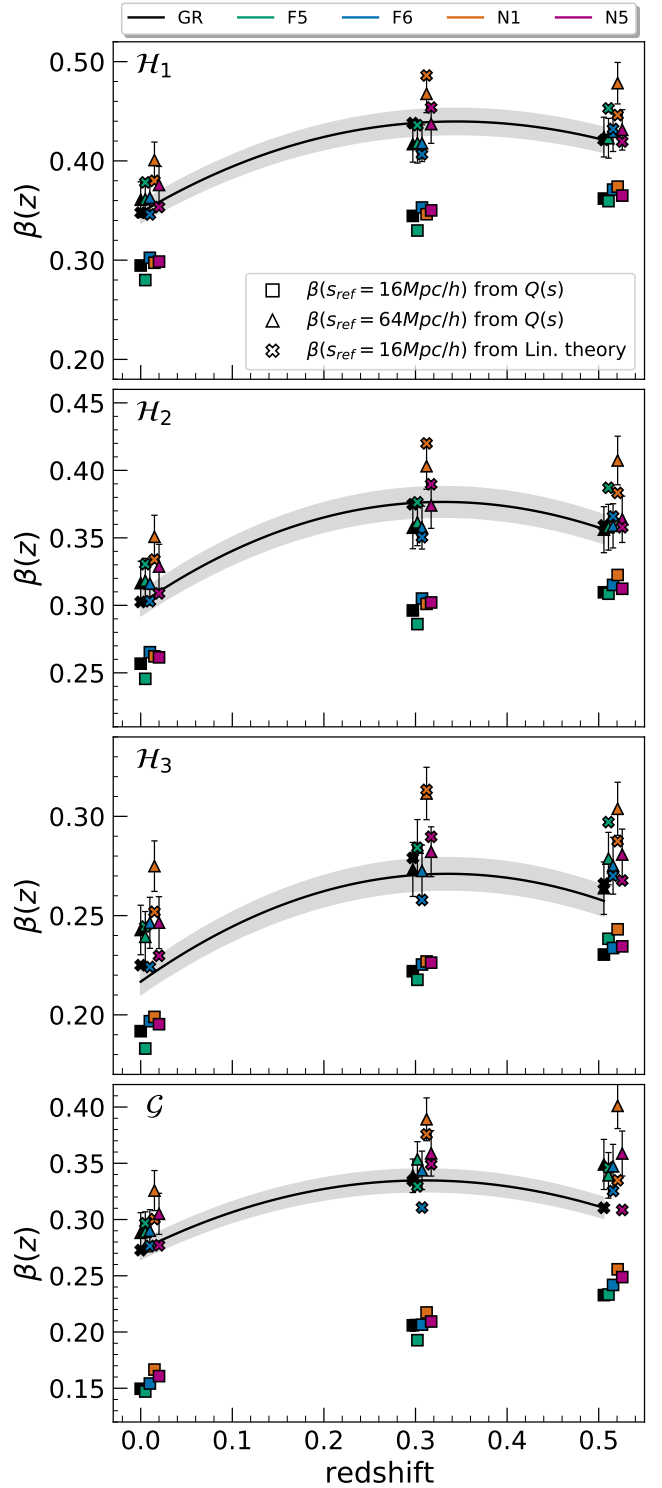 GR F5 F6 N1 N5
H₁
0.50
0.40
0.30
0.20
β(z)
β(s_ref = 16Mpc/h) from Q(s)
β(s_ref = 64Mpc/h) from Q(s)
β(s_ref = 16Mpc/h) from Lin. theory
H₂
0.45
0.40
0.35
0.30
0.25
β(z)
H₃
0.30
0.25
0.20
β(z)
G
0.40
0.35
0.30
0.25
0.20
0.15
β(z)
0.0 0.1 0.2 0.3 0.4 0.5
redshift